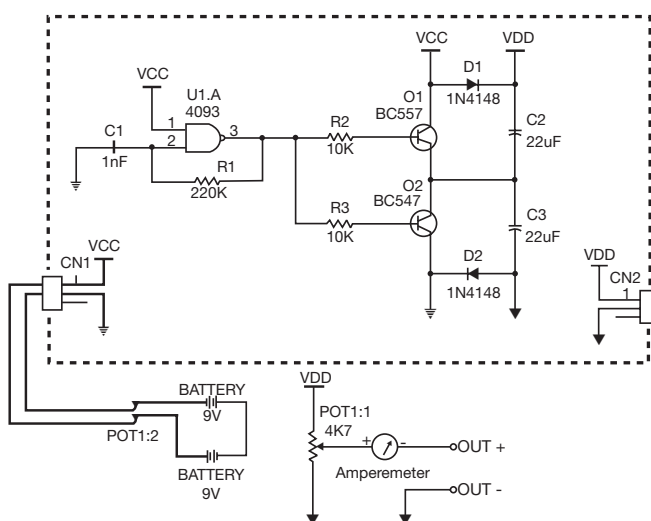 VCC
VDD
D1
1N4148
VCC
U1.A
4093
O1
BC557
C1
1nF
1
2
3
R2
10K
C2
22uF
R1
220K
O2
BC547
R3
10K
C3
22uF
VCC
CN1
D2
1N4148
VDD
CN2
1
BATTERY
9V
VDD
POT1:1
4K7
POT1:2
+
-
OUT +
Amperemeter
BATTERY
9V
OUT -